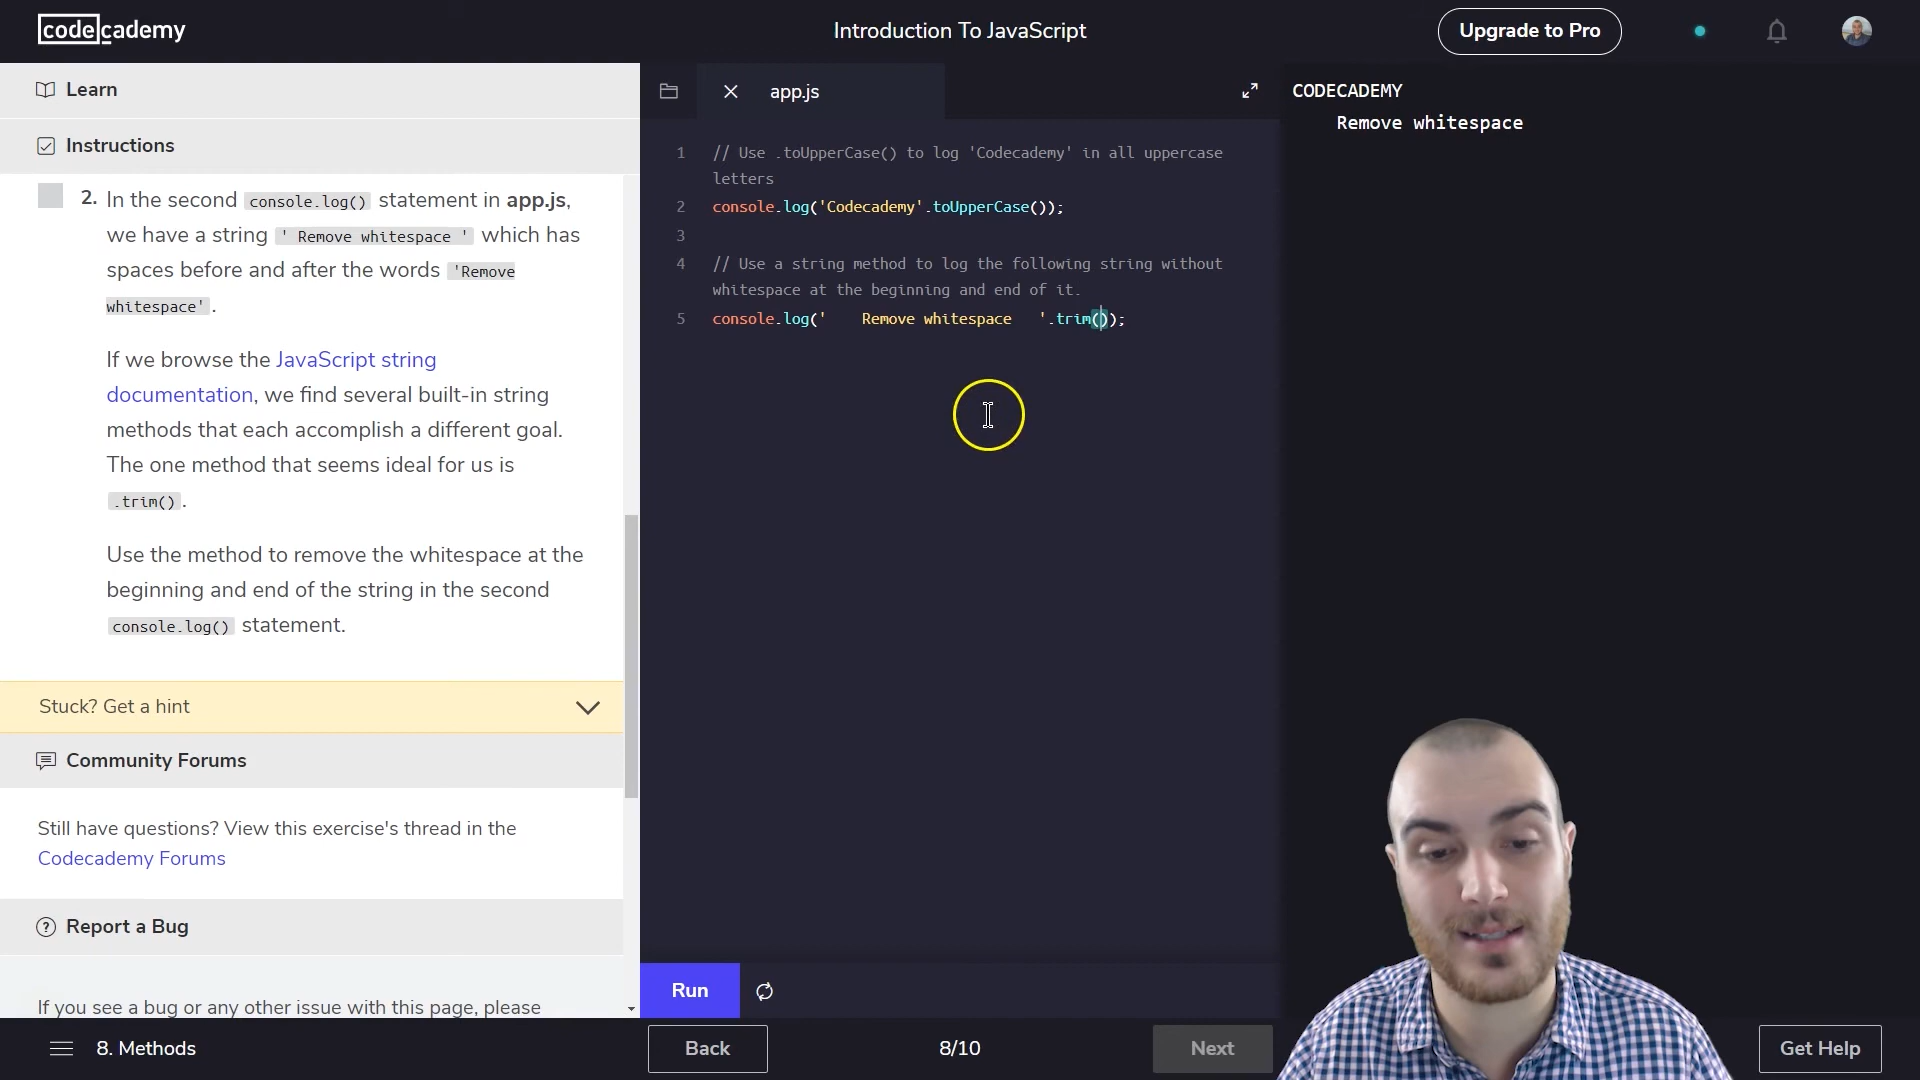 codecademy
Introduction To JavaScript
Upgrade to Pro
Learn
Instructions
2. In the second console.log() statement in app.js,
we have a string ' Remove whitespace ' which has
spaces before and after the words 'Remove
whitespace'.
If we browse the JavaScript string
documentation, we find several built-in string
methods that each accomplish a different goal.
The one method that seems ideal for us is
.trim().
Use the method to remove the whitespace at the
beginning and end of the string in the second
console.log() statement.
Stuck? Get a hint
Community Forums
Still have questions? View this exercise's thread in the
Codecademy Forums
Report a Bug
If you see a bug or any other issue with this page, please
app.js
1 // Use .toUpperCase() to log 'Codecademy' in all uppercase
letters
2 console.log('Codecademy'.toUpperCase());
3
4 // Use a string method to log the following string without
whitespace at the beginning and end of it.
5 console.log('    Remove whitespace   '.trim());
Run
CODECADEMY
    Remove whitespace
8. Methods
Back
8/10
Next
Get Help